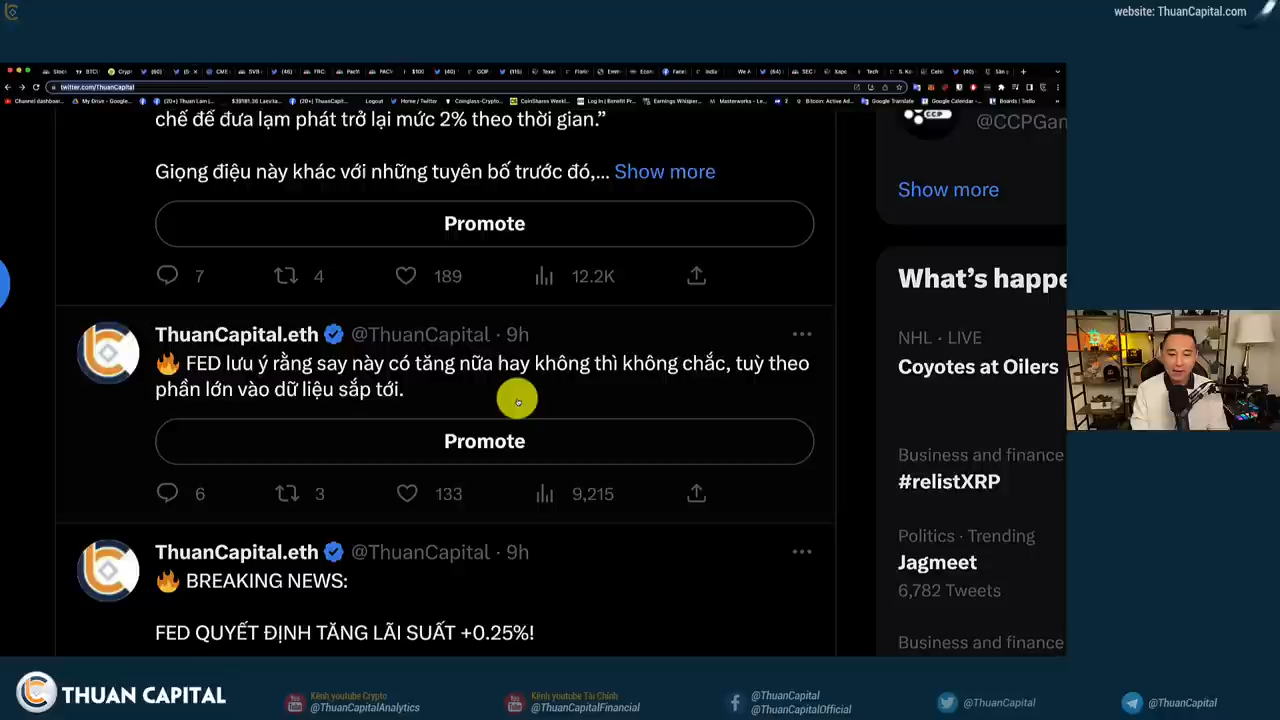 website: ThuanCapital.com
twitter.com/ThuanCapital
chế để đưa lạm phát trở lại mức 2% theo thời gian.”
@CCPGam
Giọng điệu này khác với những tuyên bố trước đó,... Show more
Show more
Promote
7 4 189 12.2K
What's happe
ThuanCapital.eth @ThuanCapital · 9h
🔥 FED lưu ý rằng say này có tăng nữa hay không thì không chắc, tuỳ theo
phần lớn vào dữ liệu sắp tới.
NHL · LIVE
Coyotes at Oilers
Promote
Business and finance
#relistXRP
6 3 133 9,215
Politics · Trending
Jagmeet
6,782 Tweets
ThuanCapital.eth @ThuanCapital · 9h
🔥 BREAKING NEWS:
FED QUYẾT ĐỊNH TĂNG LÃI SUẤT +0.25%!
Business and finance
THUAN CAPITAL
Kênh youtube Crypto
@ThuanCapitalAnalytics
Kênh youtube Tài Chính
@ThuanCapitalFinancial
@ThuanCapital
@ThuanCapitalOfficial
@ThuanCapital
@ThuanCapital